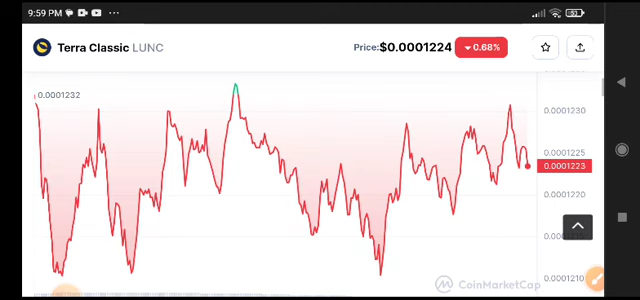 9:59 PM
Terra Classic LUNC
Price: $0.0001224 0.68%
0.0001232
0.0001230
0.0001225
0.0001223
0.0001220
0.0001210
CoinMarketCap